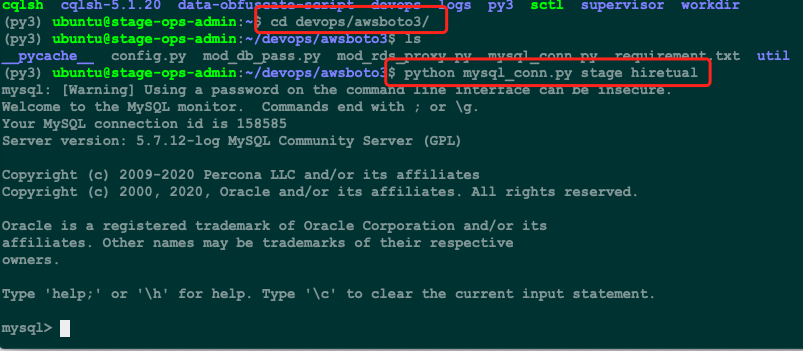 cqlsh cqlsh-5.1.20 data-obfuscate-script devops logs py3 sctl supervisor workdir
(py3) ubuntu@stage-ops-admin:~$ cd devops/awsboto3/
(py3) ubuntu@stage-ops-admin:~/devops/awsboto3$ ls
__pycache__ config.py mod_db_pass.py mod_rds_proxy.py mysql_conn.py requirement.txt util
(py3) ubuntu@stage-ops-admin:~/devops/awsboto3$ python mysql_conn.py stage hiretual
mysql: [Warning] Using a password on the command line interface can be insecure.
Welcome to the MySQL monitor. Commands end with ; or \g.
Your MySQL connection id is 158585
Server version: 5.7.12-log MySQL Community Server (GPL)
Copyright (c) 2009-2020 Percona LLC and/or its affiliates
Copyright (c) 2000, 2020, Oracle and/or its affiliates. All rights reserved.
Oracle is a registered trademark of Oracle Corporation and/or its
affiliates. Other names may be trademarks of their respective
owners.
Type 'help;' or '\h' for help. Type '\c' to clear the current input statement.
mysql>